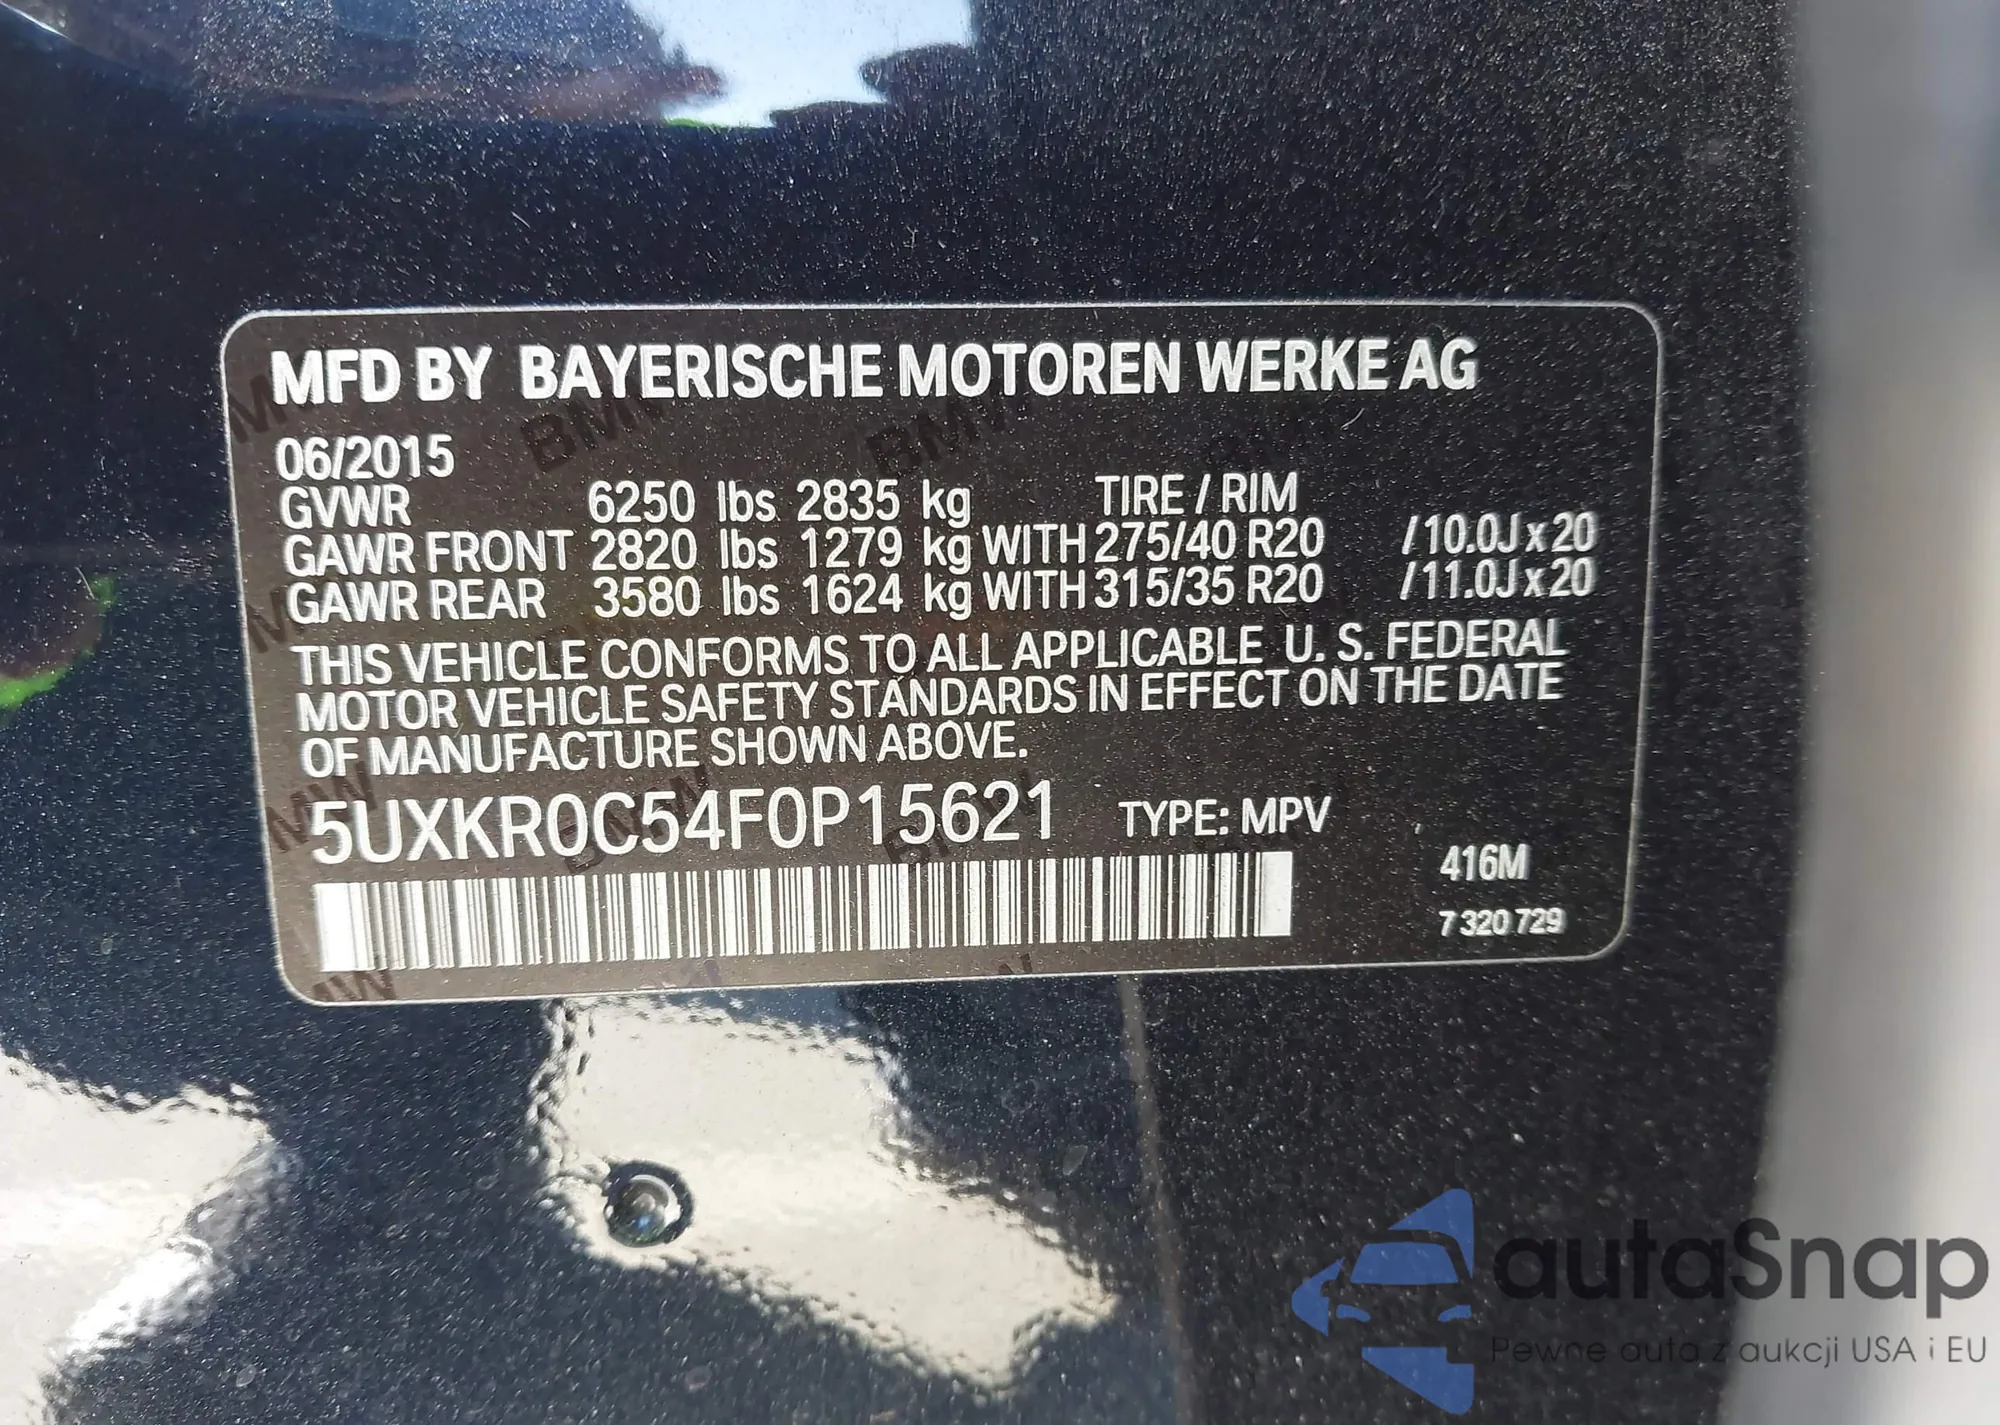 MFD BY BAYERISCHE MOTOREN WERKE AG
06/2015
GVWR 6250 lbs 2835 kg TIRE / RIM
GAWR FRONT 2820 lbs 1279 kg WITH 275/40 R20 /10.0J x 20
GAWR REAR 3580 lbs 1624 kg WITH 315/35 R20 /11.0J x 20
THIS VEHICLE CONFORMS TO ALL APPLICABLE U. S. FEDERAL
MOTOR VEHICLE SAFETY STANDARDS IN EFFECT ON THE DATE
OF MANUFACTURE SHOWN ABOVE.
5UXKR0C54F0P15621 TYPE: MPV
416M
7 320 729
autaSnap
Pewne auta z aukcji USA i EU